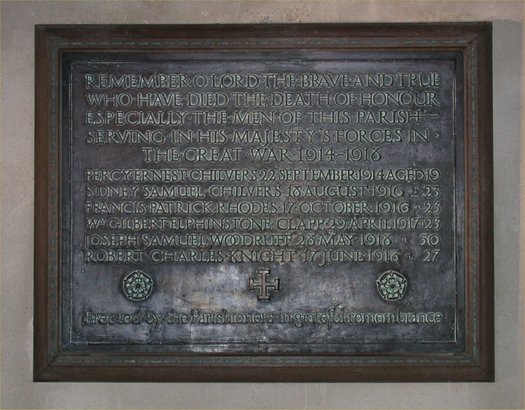 REMEMBER·O·LORD·THE·BRAVE·AND·TRUE
WHO·HAVE·DIED·THE·DEATH·OF·HONOUR
ESPECIALLY·THE·MEN·OF·THIS·PARISH
SERVING·IN·HIS·MAJESTY'S·FORCES·IN·
THE·GREAT·WAR·1914-1918
PERCY·ERNEST·CHILVERS·22·SEPTEMBER·1914·AGED·19
SIDNEY·SAMUEL·CHILVERS·18·AUGUST·1916 " 23
FRANCIS·PATRICK·RHODES·17·OCTOBER·1916 " 23
Wm·GILBERT·ELPHINSTONE·CLAPP·29·APRIL·1917·23
JOSEPH·SAMUEL·WOODRUFF·28·MAY·1918 " 50
ROBERT·CHARLES·KNIGHT·17·JUNE·1918 " 27
Erected·by·the·Parishioners·in·grateful·remembrance